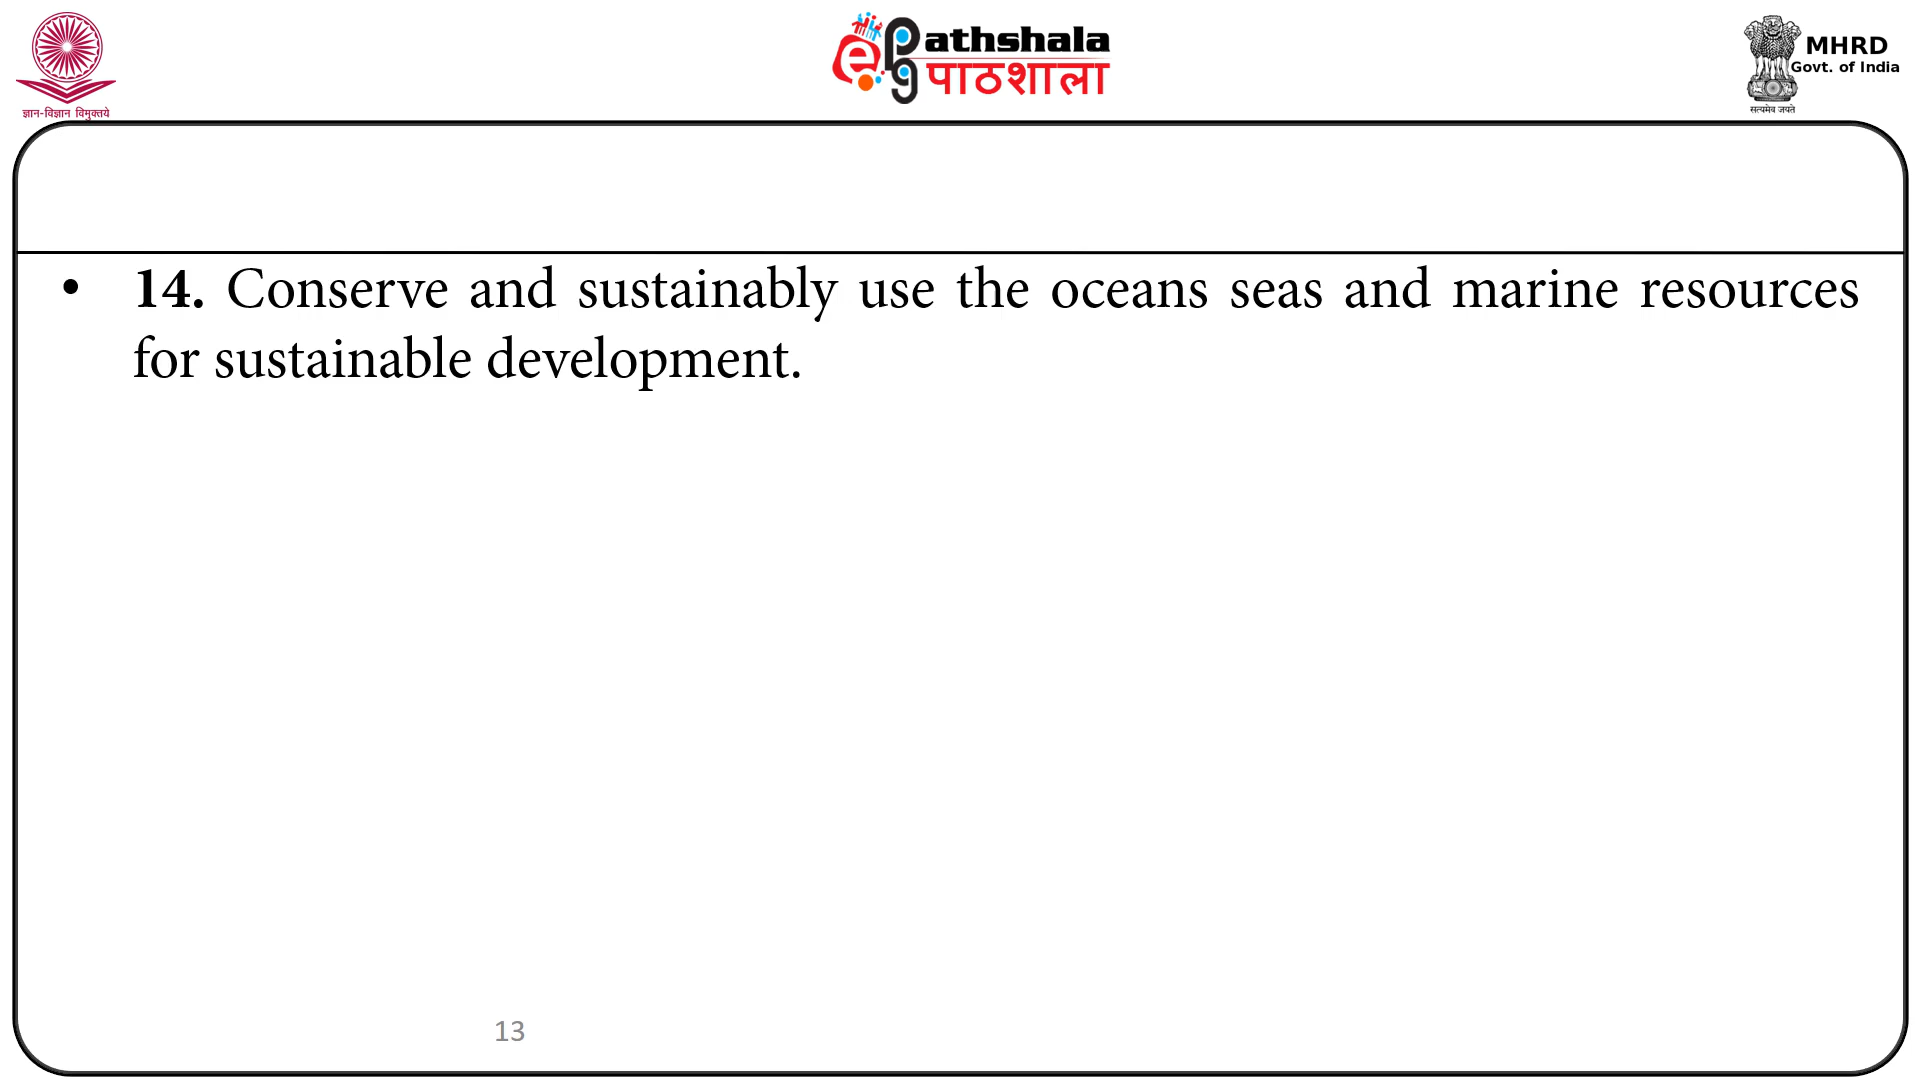 ज्ञान-विज्ञान विमुक्तये
ePg Pathshala
पाठशाला
MHRD
Govt. of India
सत्यमेव जयते
• 14. Conserve and sustainably use the oceans seas and marine resources
for sustainable development.
13